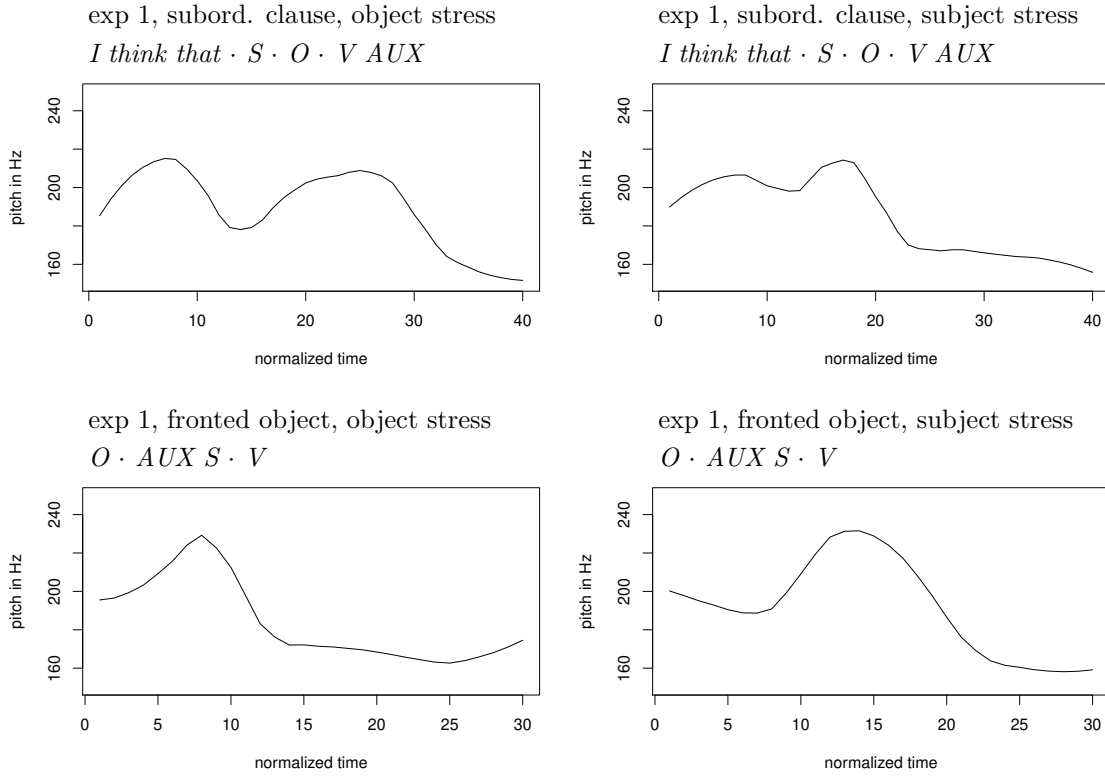 exp 1, subord. clause, object stress
I think that · S · O · V AUX
240
200
160
pitch in Hz
0 10 20 30 40
normalized time
exp 1, subord. clause, subject stress
I think that · S · O · V AUX
240
200
160
pitch in Hz
0 10 20 30 40
normalized time
exp 1, fronted object, object stress
O · AUX S · V
240
200
160
pitch in Hz
0 5 10 15 20 25 30
normalized time
exp 1, fronted object, subject stress
O · AUX S · V
240
200
160
pitch in Hz
0 5 10 15 20 25 30
normalized time